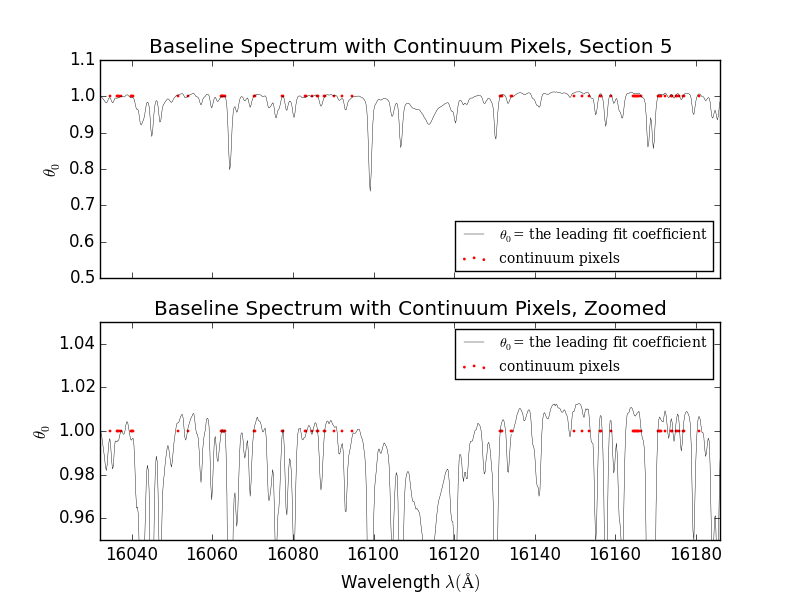 Baseline Spectrum with Continuum Pixels, Section 5
1.1
1.0
0.9
0.8
0.7
0.6
0.5
θ₀
θ₀ = the leading fit coefficient
continuum pixels
Baseline Spectrum with Continuum Pixels, Zoomed
1.04
1.02
1.00
0.98
0.96
θ₀
θ₀ = the leading fit coefficient
continuum pixels
16040 16060 16080 16100 16120 16140 16160 16180
Wavelength λ(Å)